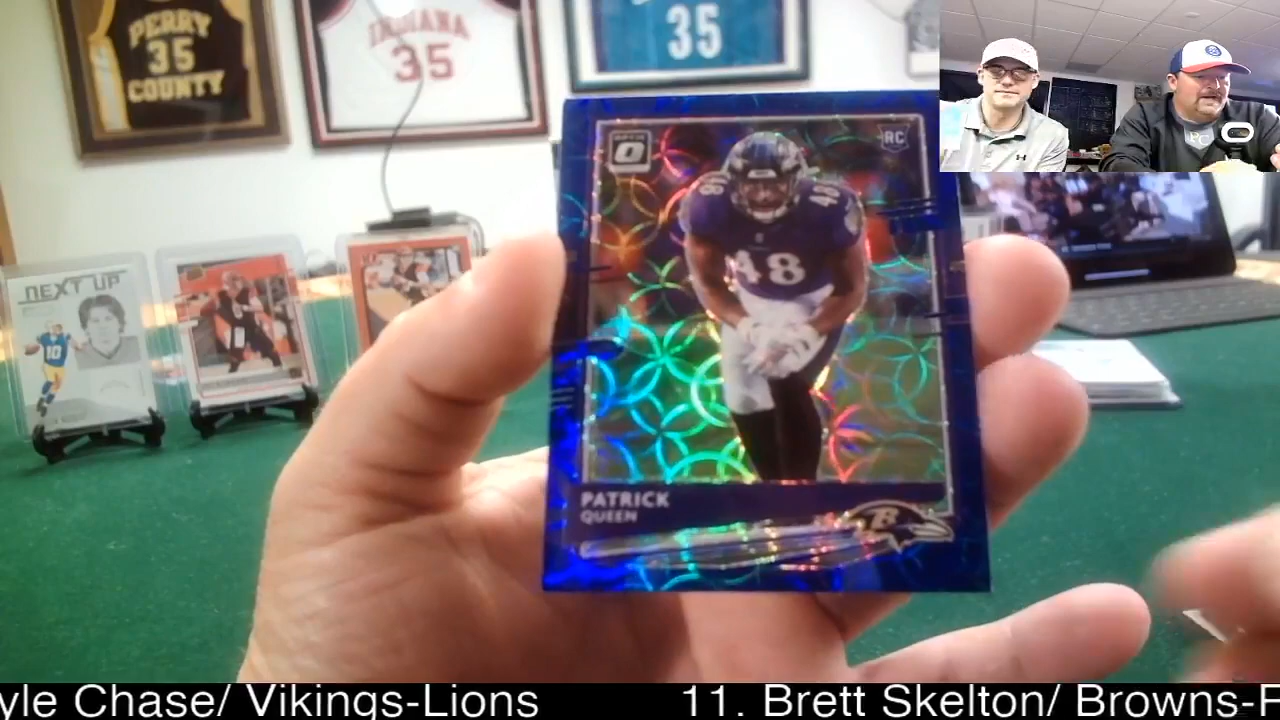 PERRY
35
COUNTY
INDIANA
35
35
NEXT UP
10
OPTIC
O
RC
48
48
PATRICK
QUEEN
B
yle Chase/ Vikings-Lions
11. Brett Skelton/ Browns-